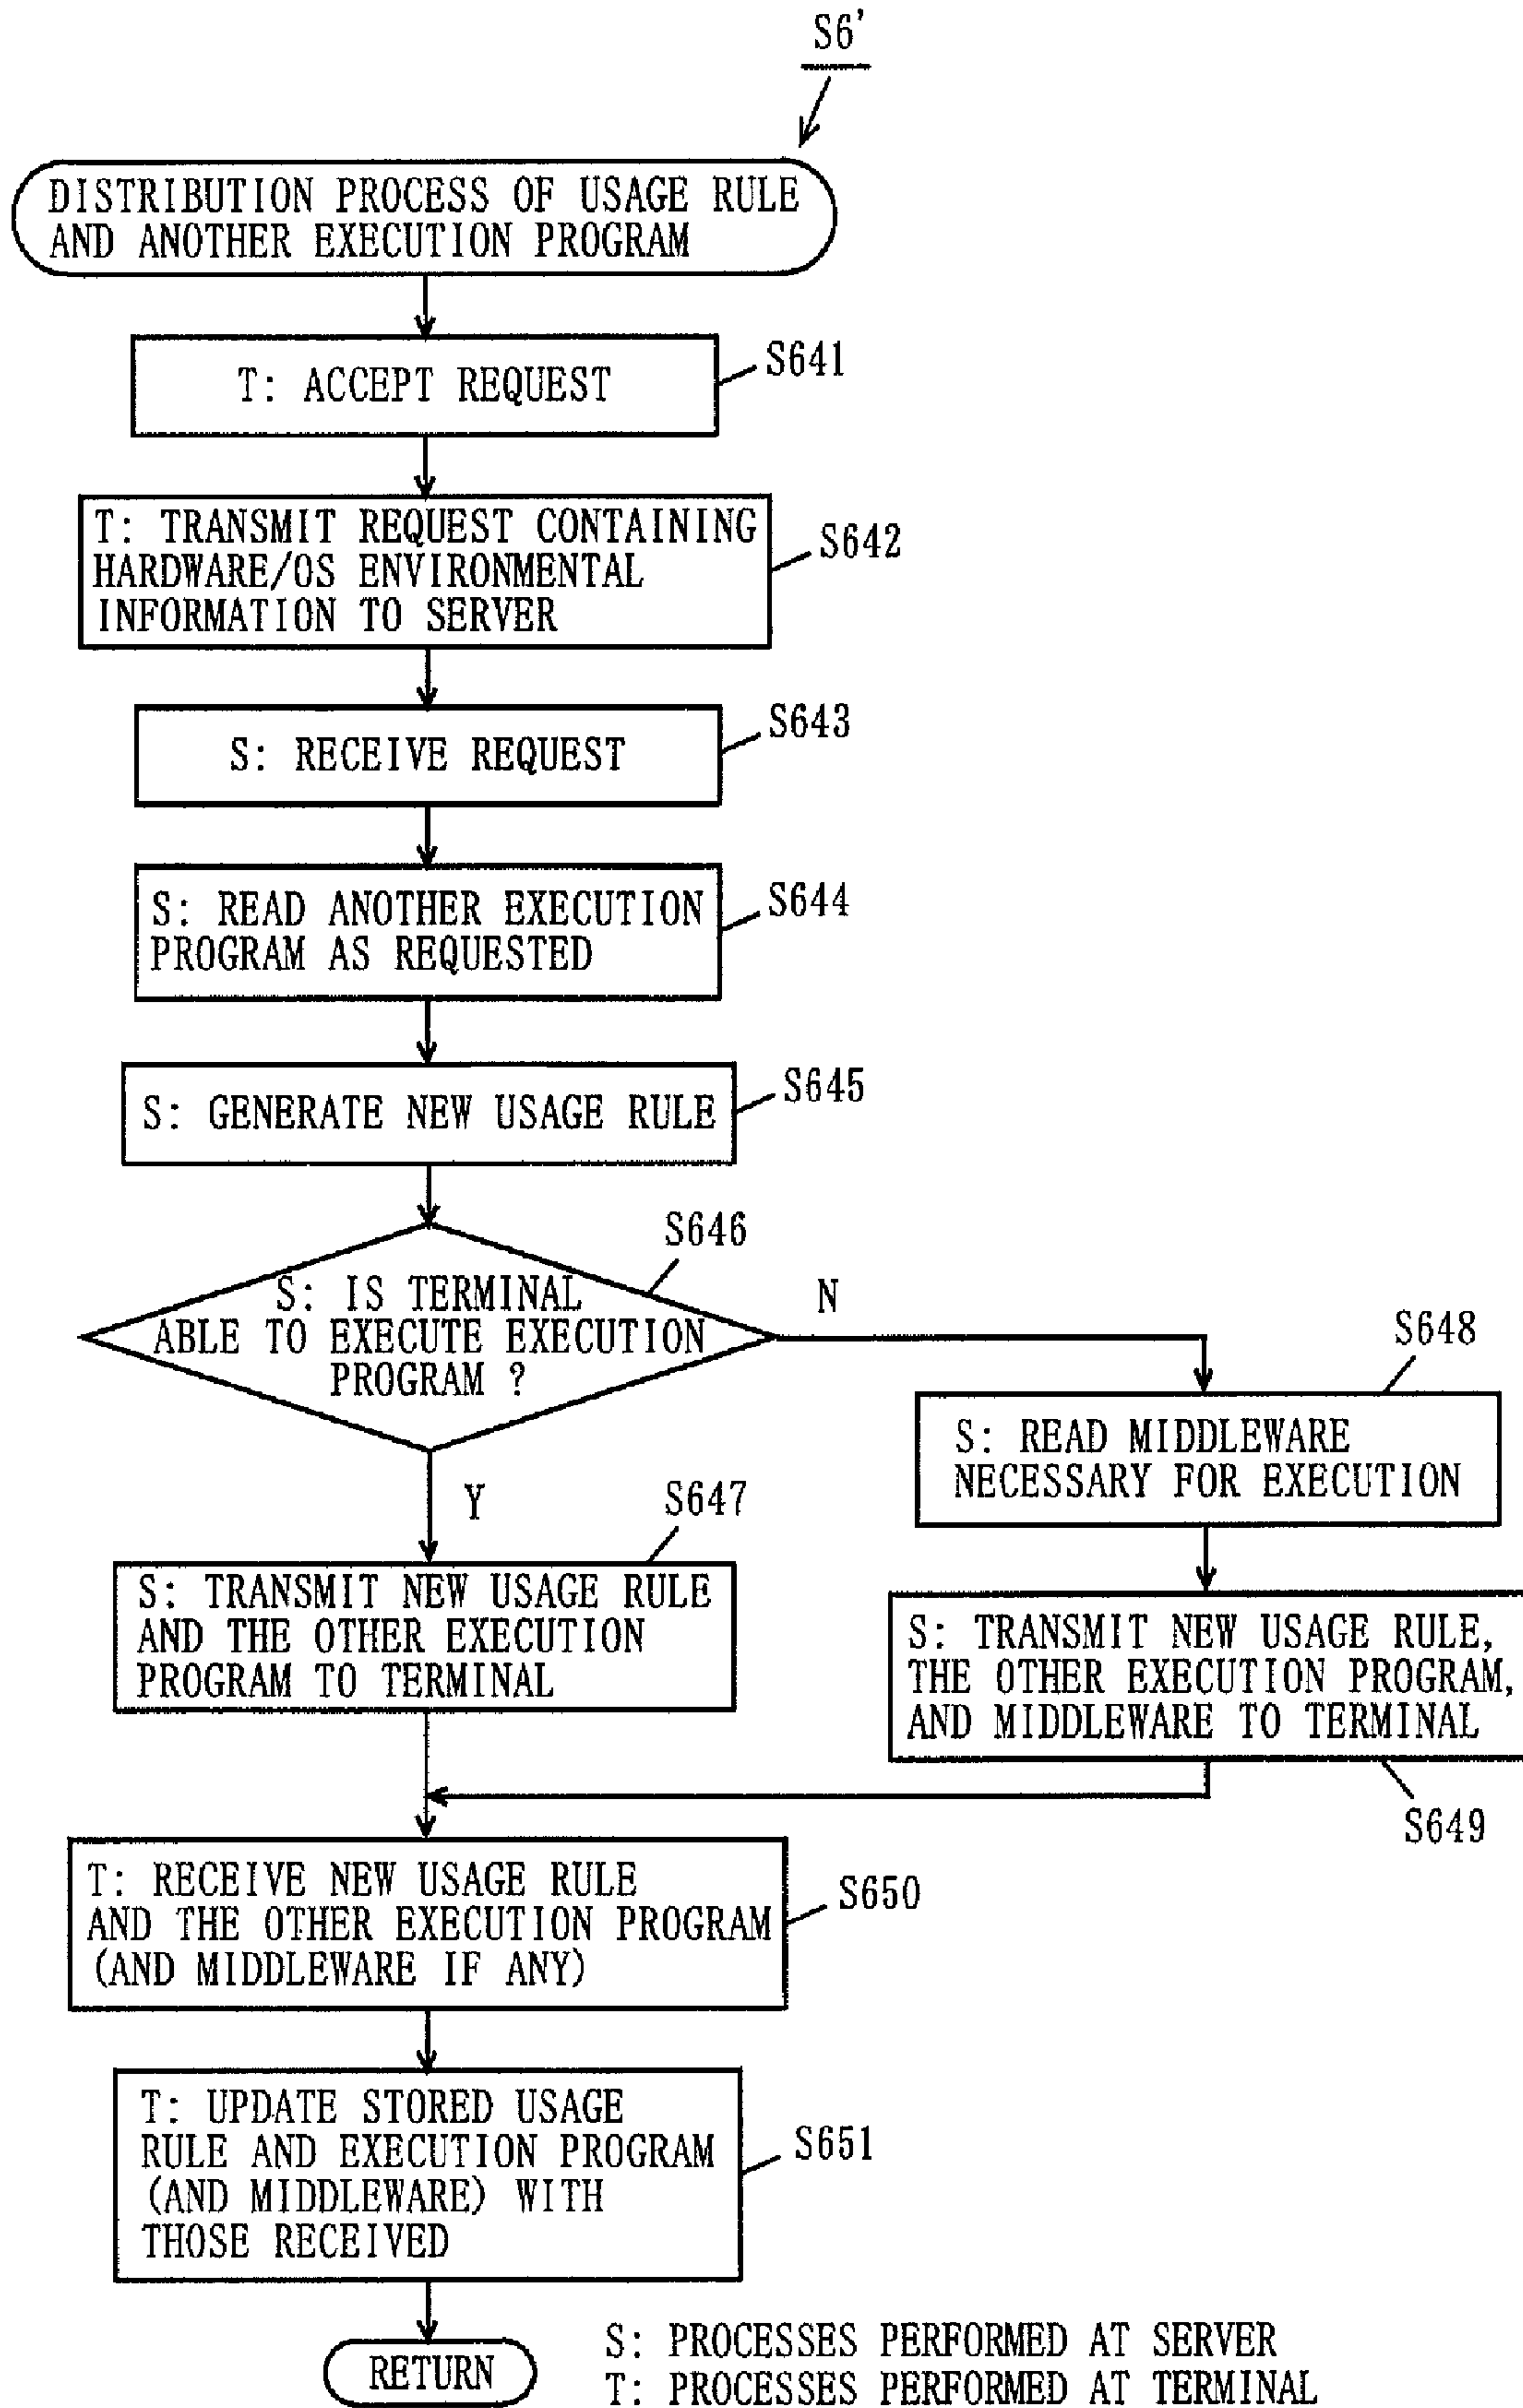 S6'
DISTRIBUTION PROCESS OF USAGE RULE
AND ANOTHER EXECUTION PROGRAM
S641
T: ACCEPT REQUEST
T: TRANSMIT REQUEST CONTAINING
HARDWARE/OS ENVIRONMENTAL
INFORMATION TO SERVER
S642
S643
S: RECEIVE REQUEST
S: READ ANOTHER EXECUTION
PROGRAM AS REQUESTED
S644
S: GENERATE NEW USAGE RULE
S645
S646
S: IS TERMINAL
ABLE TO EXECUTE EXECUTION
PROGRAM ?
N
Y
S648
S: READ MIDDLEWARE
NECESSARY FOR EXECUTION
S647
S: TRANSMIT NEW USAGE RULE
AND THE OTHER EXECUTION
PROGRAM TO TERMINAL
S: TRANSMIT NEW USAGE RULE,
THE OTHER EXECUTION PROGRAM,
AND MIDDLEWARE TO TERMINAL
S649
T: RECEIVE NEW USAGE RULE
AND THE OTHER EXECUTION PROGRAM
(AND MIDDLEWARE IF ANY)
S650
T: UPDATE STORED USAGE
RULE AND EXECUTION PROGRAM
(AND MIDDLEWARE) WITH
THOSE RECEIVED
S651
RETURN
S: PROCESSES PERFORMED AT SERVER
T: PROCESSES PERFORMED AT TERMINAL